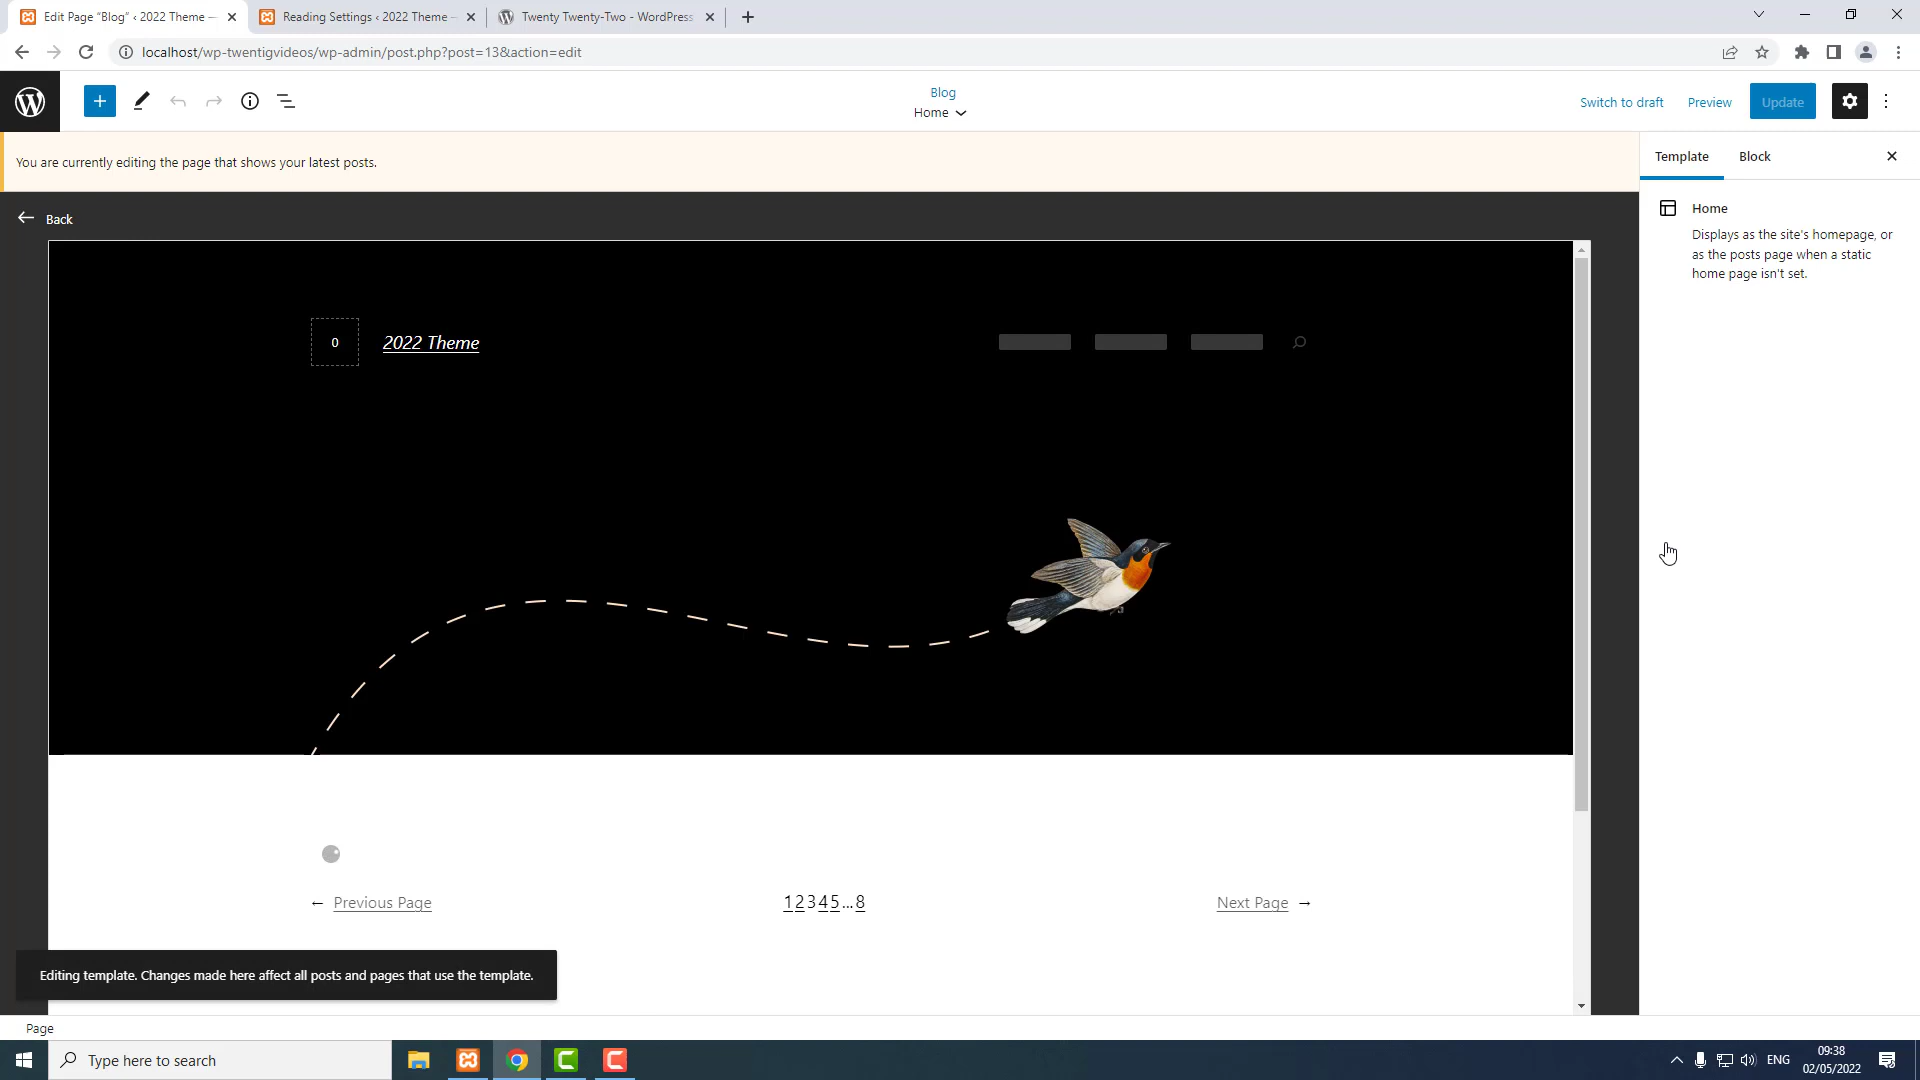 Edit Page “Blog” ‹ 2022 Theme —
Reading Settings ‹ 2022 Theme —
Twenty Twenty-Two - WordPress
localhost/wp-twentigvideos/wp-admin/post.php?post=13&action=edit
Blog
Home
Switch to draft
Preview
Update
You are currently editing the page that shows your latest posts.
Template
Block
Back
Home
Displays as the site's homepage, or
as the posts page when a static
home page isn't set.
0
2022 Theme
← Previous Page
1 2 3 4 5 … 8
Next Page →
Editing template. Changes made here affect all posts and pages that use the template.
Page
Type here to search
ENG
09:38
02/05/2022